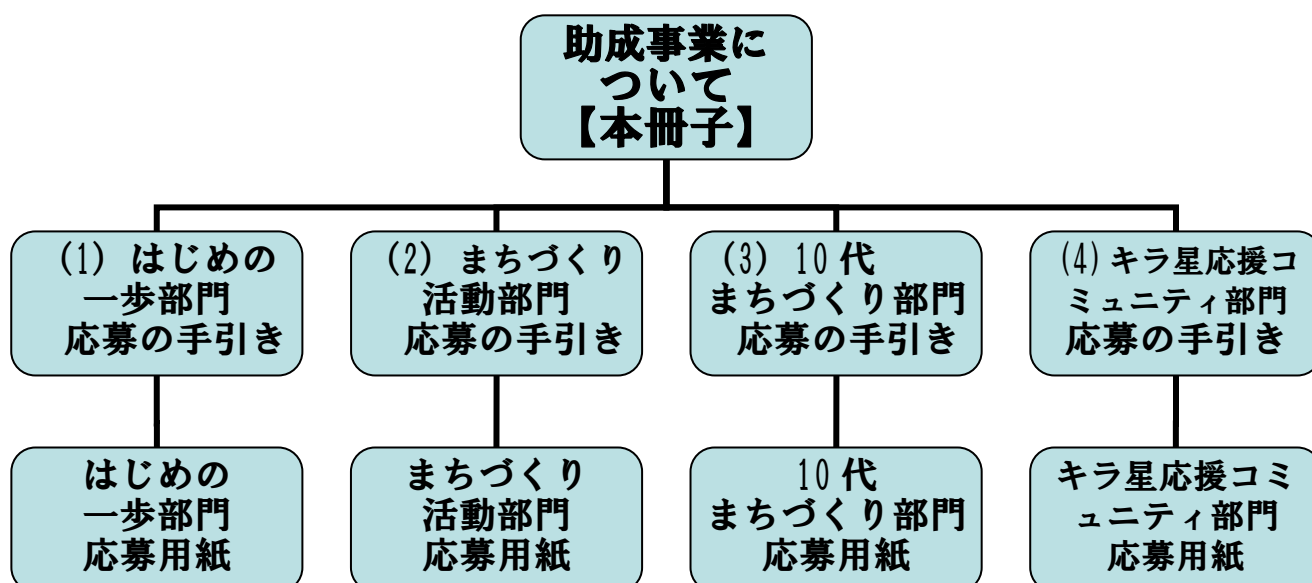 助成事業に
ついて
【本冊子】
(1) はじめの
一歩部門
応募の手引き
(2) まちづくり
活動部門
応募の手引き
(3) 10代
まちづくり部門
応募の手引き
(4)キラ星応援コ
ミュニティ部門
応募の手引き
はじめの
一歩部門
応募用紙
まちづくり
活動部門
応募用紙
10代
まちづくり部門
応募用紙
キラ星応援コミ
ュニティ部門
応募用紙